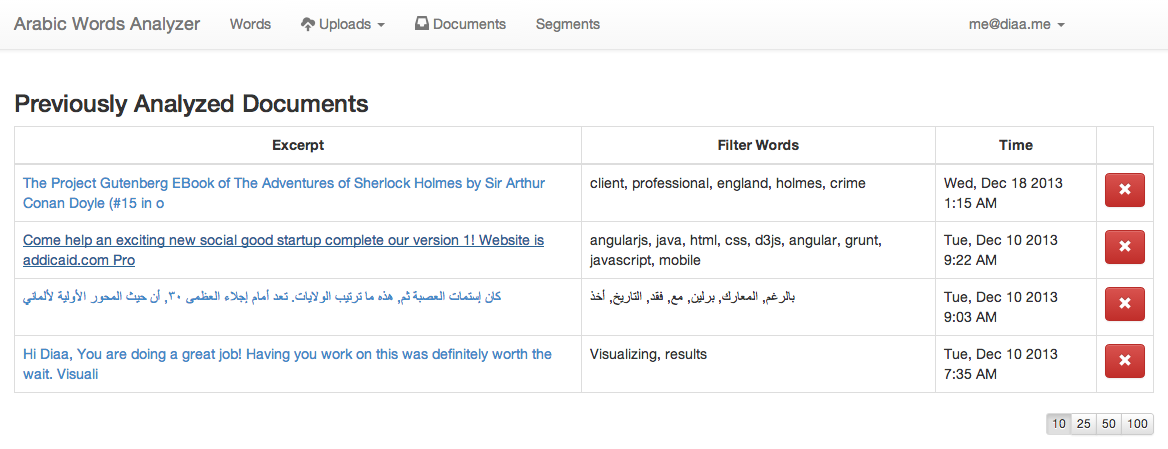 Arabic Words Analyzer Words Uploads Documents Segments me@diaa.me
Previously Analyzed Documents
Excerpt Filter Words Time
The Project Gutenberg EBook of The Adventures of Sherlock Holmes by Sir Arthur
Conan Doyle (#15 in o
client, professional, england, holmes, crime
Wed, Dec 18 2013
1:15 AM
Come help an exciting new social good startup complete our version 1! Website is
addicaid.com Pro
angularjs, java, html, css, d3js, angular, grunt,
javascript, mobile
Tue, Dec 10 2013
9:22 AM
كان إستمات العصبة ثم, هذه ما ترتيب الولايات. تعد أمام إجلاء العظمى ٣٠, أن حيث المحور الأولية لألماني
بالرغم, المعارك, برلين, مع, فقد, التاريخ, أخذ
Tue, Dec 10 2013
9:03 AM
Hi Diaa, You are doing a great job! Having you work on this was definitely worth the
wait. Visuali
Visualizing, results
Tue, Dec 10 2013
7:35 AM
10 25 50 100